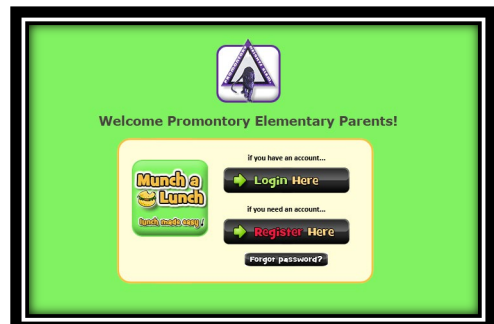 Welcome Promontory Elementary Parents!
if you have an account...
Munch a
Lunch
lunch made easy!
Login Here
if you need an account...
Register Here
Forgot password?